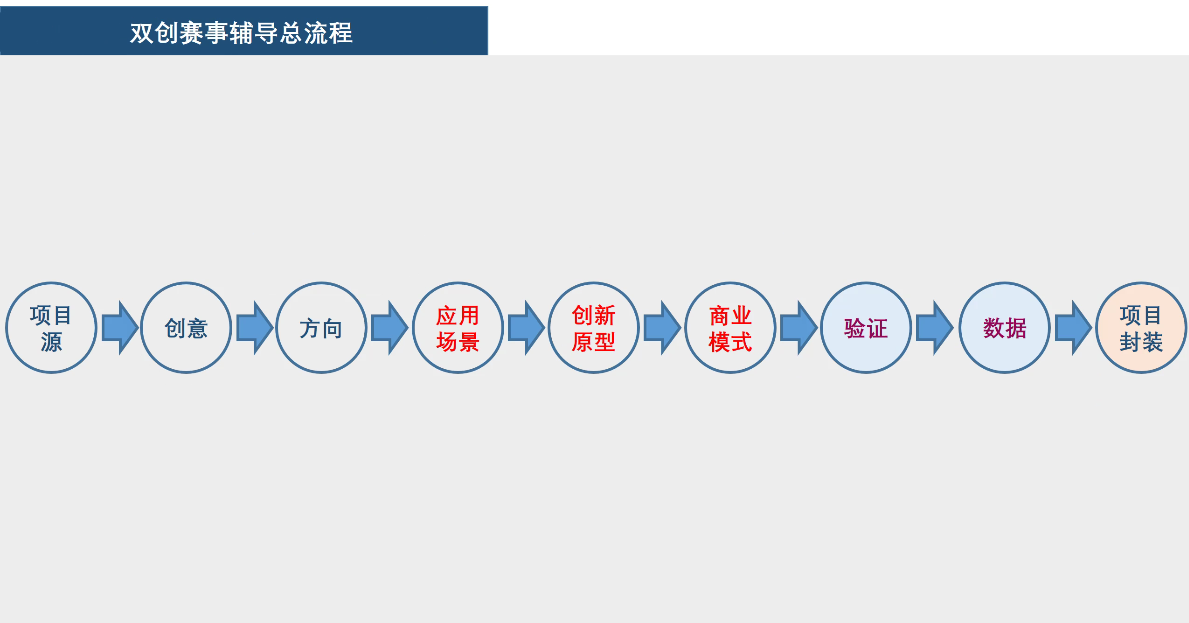 双创赛事辅导总流程
项目
源
创意
方向
应用
场景
创新
原型
商业
模式
验证
数据
项目
封装